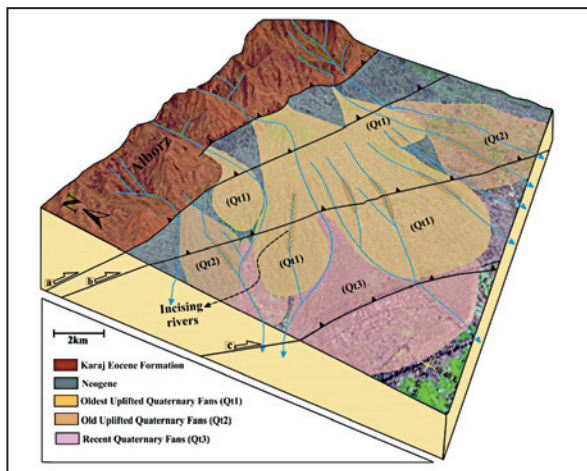 Alborz
N
(Qt1)
(Qt2)
(Qt1)
(Qt1)
(Qt2)
(Qt1)
(Qt3)
a
b
Incising
rivers
c
2km
Karaj Eocene Formation
Neogene
Oldest Uplifted Quaternary Fans (Qt1)
Old Uplifted Quaternary Fans (Qt2)
Recent Quaternary Fans (Qt3)